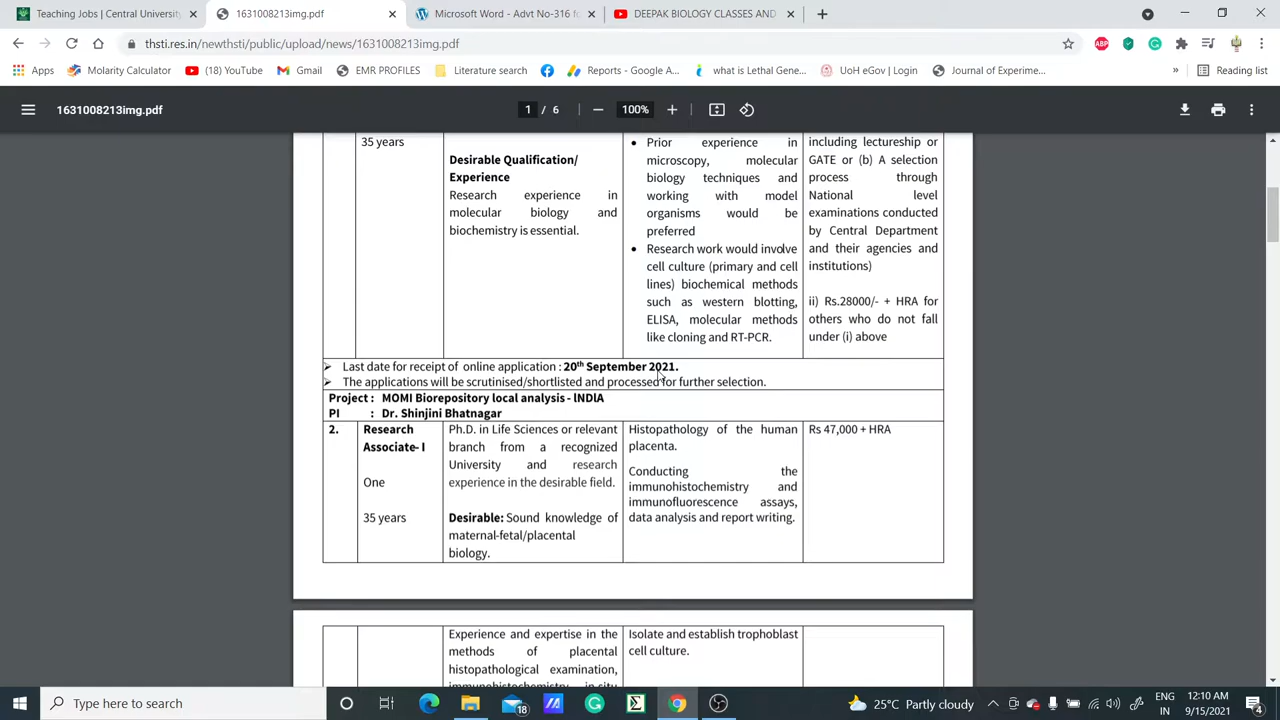 Teaching Jobs | Central University
1631008213img.pdf
Microsoft Word - Advt No-316 fo
DEEPAK BIOLOGY CLASSES AND
thsti.res.in/newthsti/public/upload/news/1631008213img.pdf
ABP
Apps
Molarity Calculator
(18) YouTube
Gmail
EMR PROFILES
Literature search
Reports - Google A...
what is Lethal Gene...
UoH eGov | Login
Journal of Experime...
»
Reading list
1631008213img.pdf
1 / 6
100%
35 years
Desirable Qualification/
Experience
Research experience in
molecular biology and
biochemistry is essential.
• Prior experience in
microscopy, molecular
biology techniques and
working with model
organisms would be
preferred
• Research work would involve
cell culture (primary and cell
lines) biochemical methods
such as western blotting,
ELISA, molecular methods
like cloning and RT-PCR.
including lectureship or
GATE or (b) A selection
process through
National level
examinations conducted
by Central Department
and their agencies and
institutions)
ii) Rs.28000/- + HRA for
others who do not fall
under (i) above
➢ Last date for receipt of online application : 20th September 2021.
➢ The applications will be scrutinised/shortlisted and processed for further selection.
Project : MOMI Biorepository local analysis - INDIA
PI : Dr. Shinjini Bhatnagar
2.
Research
Associate- I
One
35 years
Ph.D. in Life Sciences or relevant
branch from a recognized
University and research
experience in the desirable field.
Desirable: Sound knowledge of
maternal-fetal/placental
biology.
Histopathology of the human
placenta.
Conducting the
immunohistochemistry and
immunofluorescence assays,
data analysis and report writing.
Rs 47,000 + HRA
Experience and expertise in the
methods of placental
histopathological examination,
immunohistochemistry, in-situ
Isolate and establish trophoblast
cell culture.
Type here to search
18
25°C Partly cloudy
ENG
IN
12:10 AM
9/15/2021
4